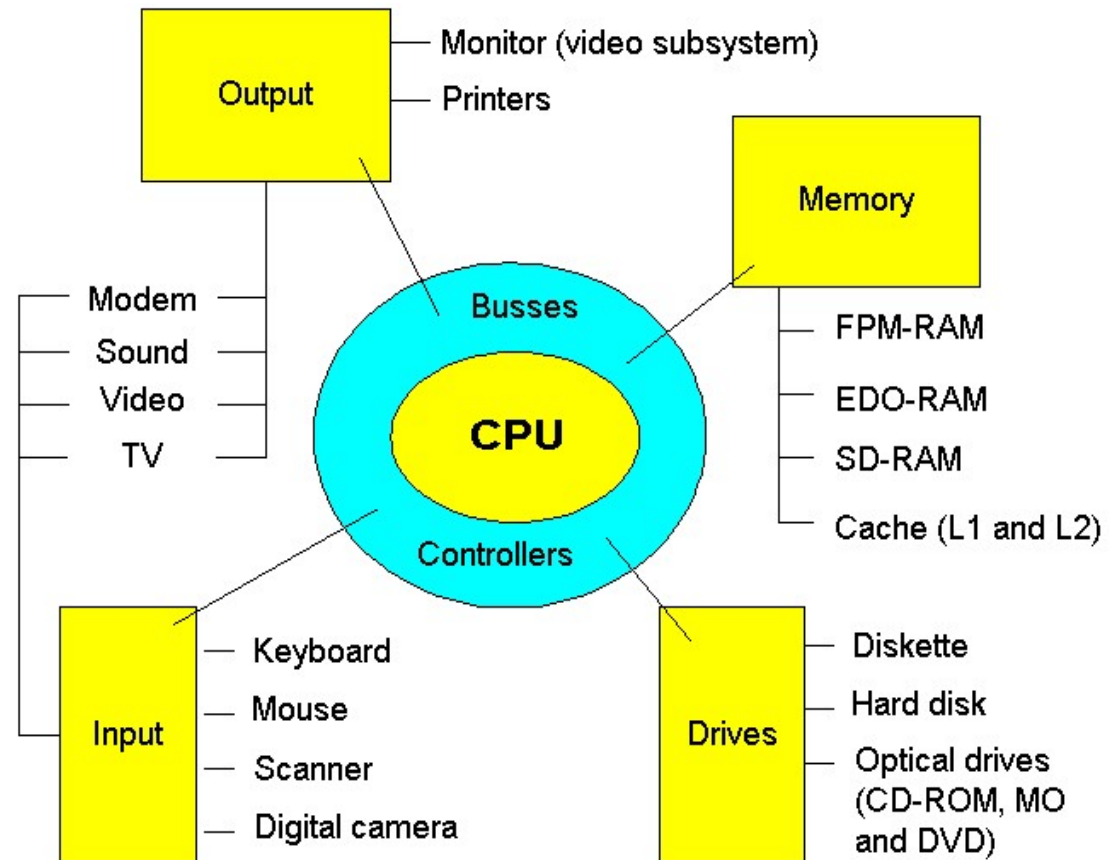 Output
Monitor (video subsystem)
Printers
Memory
FPM-RAM
EDO-RAM
SD-RAM
Cache (L1 and L2)
Modem
Sound
Video
TV
Busses
CPU
Controllers
Input
Keyboard
Mouse
Scanner
Digital camera
Drives
Diskette
Hard disk
Optical drives
(CD-ROM, MO
and DVD)